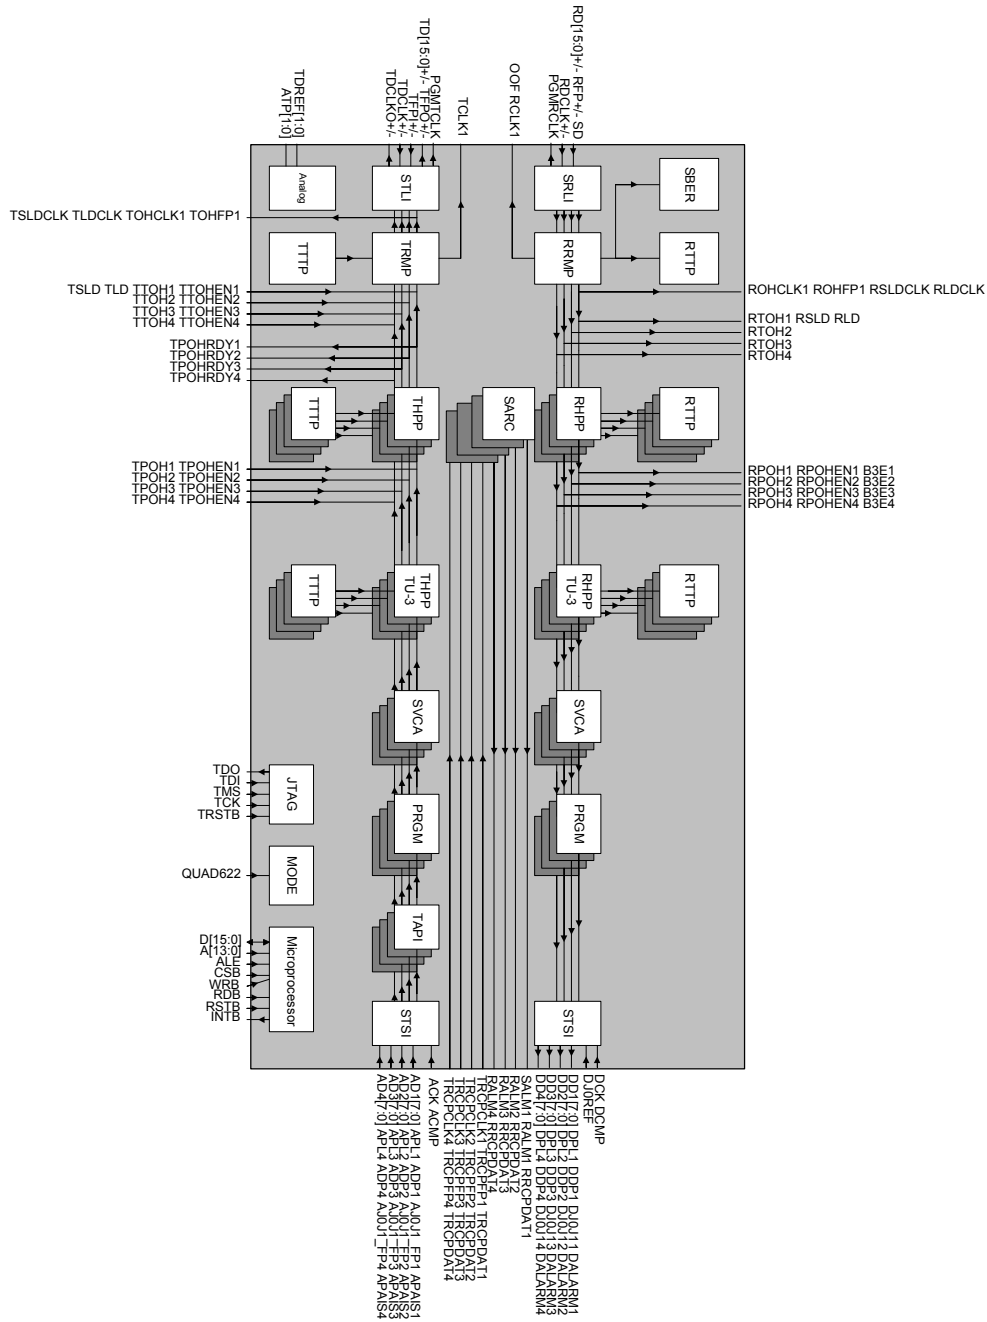 TDREF[1:0]
ATP[1:0]
TD[15:0]+/- TFPO+/-
PGMTCLK
TFPI+/-
TDCLK+/-
TDCLKO+/-
TCLK1
OOF RCLK1
RD[15:0]+/- RFP+/- SD
RDCLK+/-
PGMRCLK
Analog
STLI
SRLI
SBER
TSLDCLK TLDCLK TOHCLK1 TOHFP1
TTTP
TRMP
RRMP
RTTP
TSLD TLD TTOH1 TTOHEN1
TTOH2 TTOHEN2
TTOH3 TTOHEN3
TTOH4 TTOHEN4
ROHCLK1 ROHFP1 RSLDCLK RLDCLK
RTOH1 RSLD RLD
RTOH2
RTOH3
RTOH4
TPOHRDY1
TPOHRDY2
TPOHRDY3
TPOHRDY4
TTTP
THPP
SARC
RHPP
RTTP
TPOH1 TPOHEN1
TPOH2 TPOHEN2
TPOH3 TPOHEN3
TPOH4 TPOHEN4
RPOH1 RPOHEN1 B3E1
RPOH2 RPOHEN2 B3E2
RPOH3 RPOHEN3 B3E3
RPOH4 RPOHEN4 B3E4
TTTP
THPP
TU-3
RHPP
TU-3
RTTP
SVCA
SVCA
TDO
TDI
TMS
TCK
TRSTB
JTAG
PRGM
PRGM
QUAD622
MODE
TAPI
D[15:0]
A[13:0]
ALE
CSB
WRB
RDB
RSTB
INTB
Microprocessor
STSI
STSI
ACK ACMP
AD1[7:0] APL1 ADP1 AJ0J1_FP1 APAIS1
AD2[7:0] APL2 ADP2 AJ0J1_FP2 APAIS2
AD3[7:0] APL3 ADP3 AJ0J1_FP3 APAIS3
AD4[7:0] APL4 ADP4 AJ0J1_FP4 APAIS4
SALM1 RALM1 RRCPDAT1
RALM2 RRCPDAT2
RALM3 RRCPDAT3
RALM4 RRCPDAT4
TRCPCLK1 TRCPFP1 TRCPDAT1
TRCPCLK2 TRCPFP2 TRCPDAT2
TRCPCLK3 TRCPFP3 TRCPDAT3
TRCPCLK4 TRCPFP4 TRCPDAT4
DCK DCMP
DJ0REF
DD1[7:0] DPL1 DDP1 DJ0J11 DALARM1
DD2[7:0] DPL2 DDP2 DJ0J12 DALARM2
DD3[7:0] DPL3 DDP3 DJ0J13 DALARM3
DD4[7:0] DPL4 DDP4 DJ0J14 DALARM4